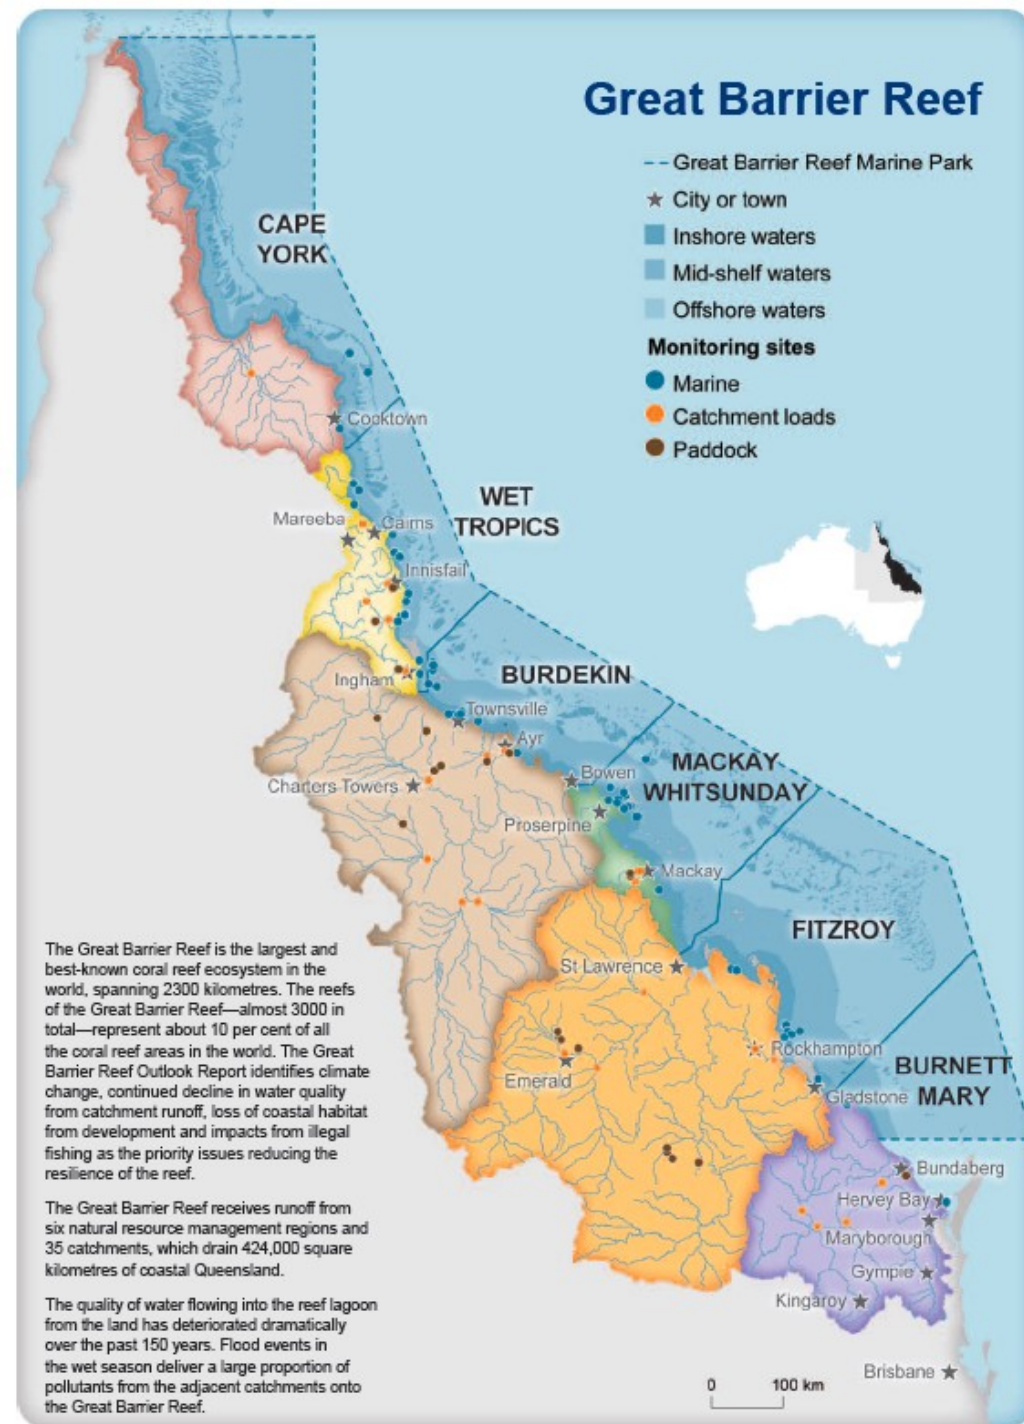 Great Barrier Reef
Great Barrier Reef Marine Park
City or town
Inshore waters
Mid-shelf waters
Offshore waters
Monitoring sites
Marine
Catchment loads
Paddock
CAPE
YORK
Cooktown
WET
TROPICS
Mareeba
Cairns
Innisfail
Ingham
BURDEKIN
Townsville
Ayr
Charters Towers
Bowen
MACKAY
WHITSUNDAY
Proserpine
Mackay
FITZROY
St Lawrence
Rockhampton
Emerald
BURNETT
MARY
Gladstone
Bundaberg
Hervey Bay
Maryborough
Gympie
Kingaroy
Brisbane
0 100 km
The Great Barrier Reef is the largest and
best-known coral reef ecosystem in the
world, spanning 2300 kilometres. The reefs
of the Great Barrier Reef—almost 3000 in
total—represent about 10 per cent of all
the coral reef areas in the world. The Great
Barrier Reef Outlook Report identifies climate
change, continued decline in water quality
from catchment runoff, loss of coastal habitat
from development and impacts from illegal
fishing as the priority issues reducing the
resilience of the reef.
The Great Barrier Reef receives runoff from
six natural resource management regions and
35 catchments, which drain 424,000 square
kilometres of coastal Queensland.
The quality of water flowing into the reef lagoon
from the land has deteriorated dramatically
over the past 150 years. Flood events in
the wet season deliver a large proportion of
pollutants from the adjacent catchments onto
the Great Barrier Reef.